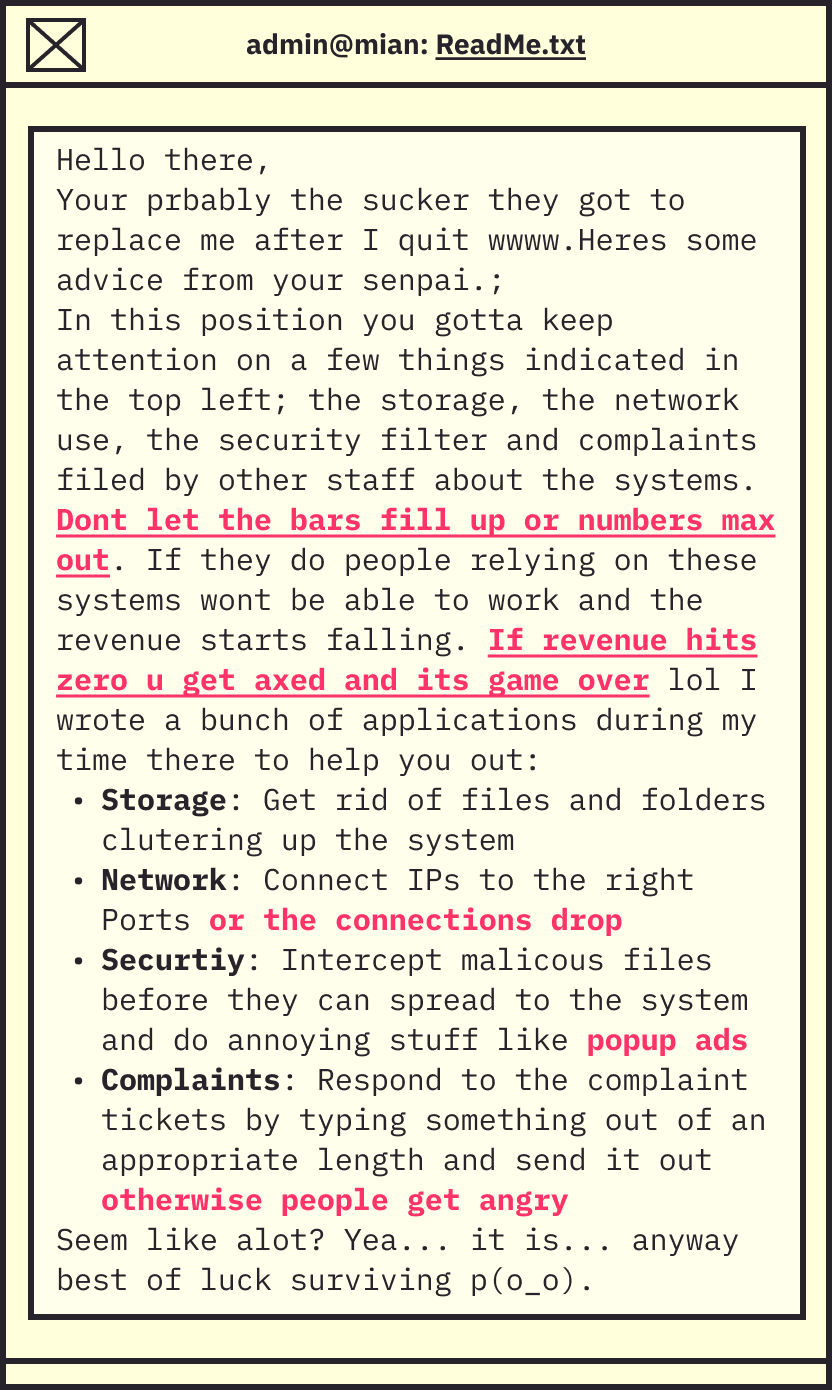 admin@mian: ReadMe.txt
Hello there,
Your prbably the sucker they got to
replace me after I quit wwww.Heres some
advice from your senpai.;
In this position you gotta keep
attention on a few things indicated in
the top left; the storage, the network
use, the security filter and complaints
filed by other staff about the systems.
Dont let the bars fill up or numbers max
out. If they do people relying on these
systems wont be able to work and the
revenue starts falling. If revenue hits
zero u get axed and its game over lol I
wrote a bunch of applications during my
time there to help you out:
• Storage: Get rid of files and folders
clutering up the system
• Network: Connect IPs to the right
Ports or the connections drop
• Securtiy: Intercept malicous files
before they can spread to the system
and do annoying stuff like popup ads
• Complaints: Respond to the complaint
tickets by typing something out of an
appropriate length and send it out
otherwise people get angry
Seem like alot? Yea... it is... anyway
best of luck surviving p(o_o).